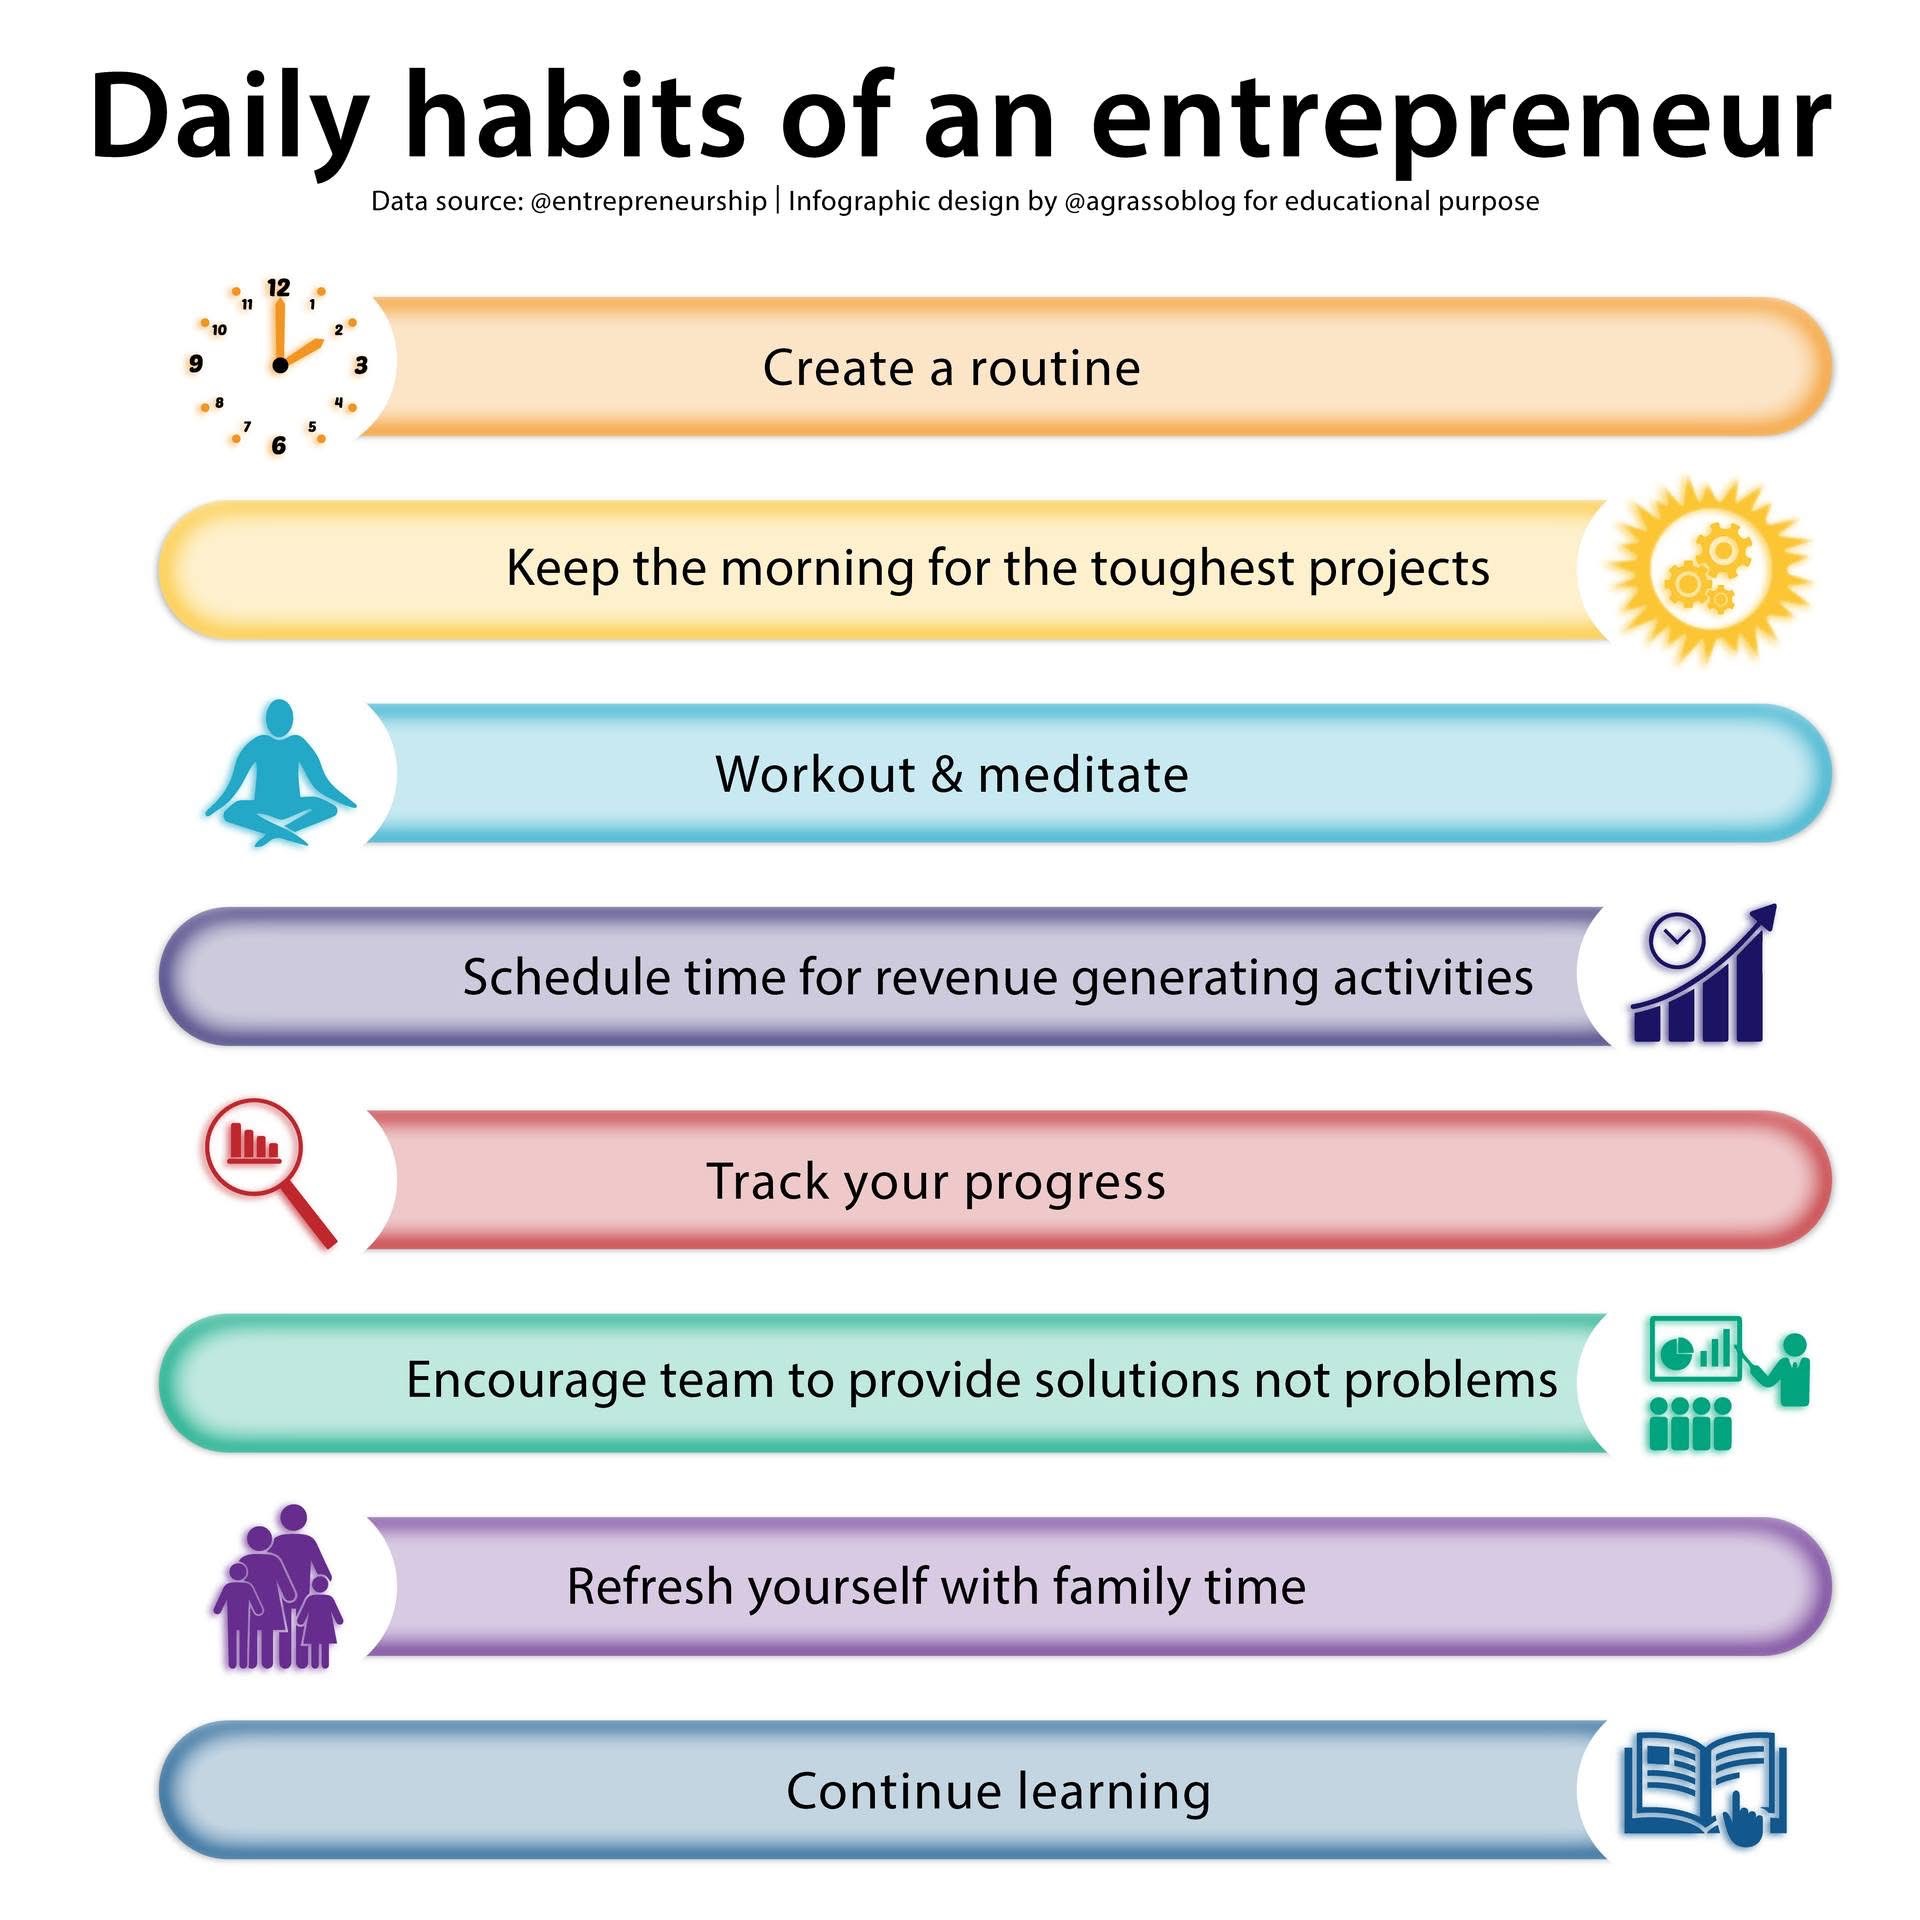 Daily habits of an entrepreneur
Data source: @entrepreneurship | Infographic design by @agrassoblog for educational purpose
12
11
1
10
2
9
3
8
4
7
5
6
Create a routine
Keep the morning for the toughest projects
Workout & meditate
Schedule time for revenue generating activities
Track your progress
Encourage team to provide solutions not problems
Refresh yourself with family time
Continue learning